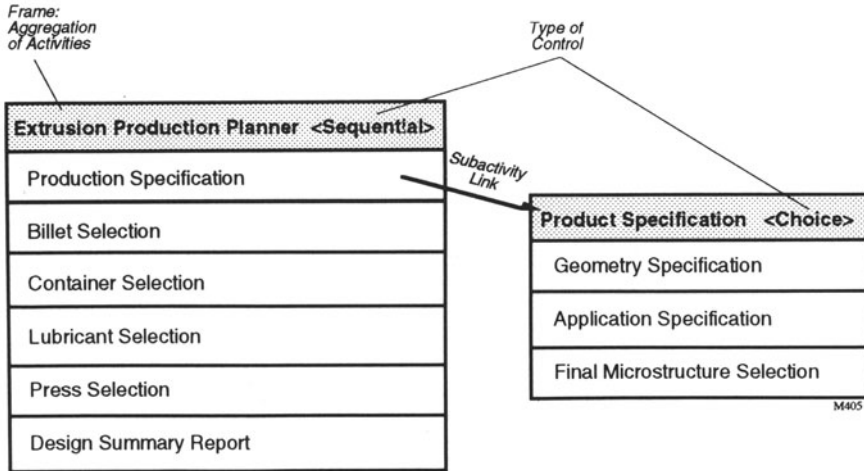 Frame:
Aggregation
of Activities
Type of
Control
Extrusion Production Planner <Sequential>
Production Specification
Billet Selection
Container Selection
Lubricant Selection
Press Selection
Design Summary Report
Subactivity
Link
Product Specification <Choice>
Geometry Specification
Application Specification
Final Microstructure Selection
M405